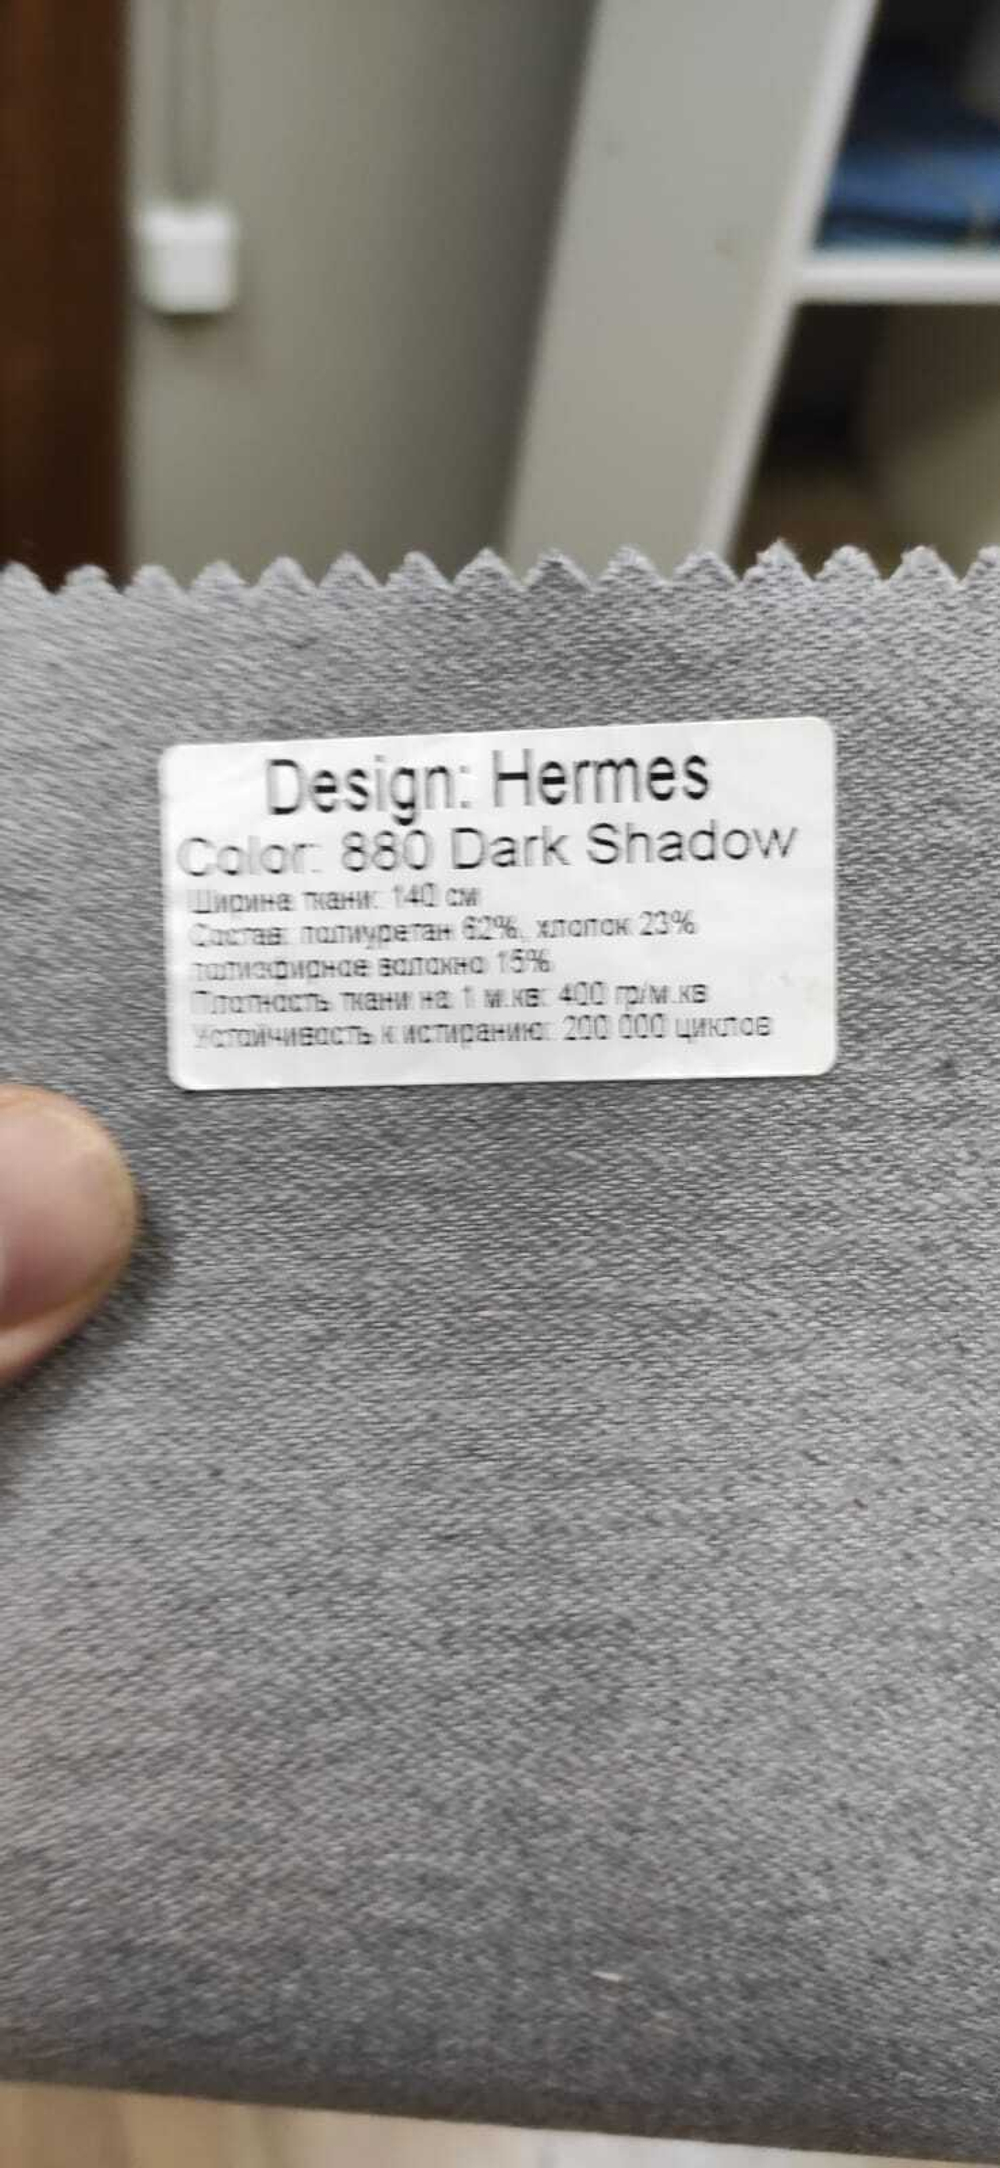 Design: Hermes
Color: 880 Dark Shadow
Ширина ткани: 140 см
Состав: полиуретан 62%, хлопок 23%
полиэфирное волокно 15%
Плотность ткани на 1 м.кв: 400 гр/м.кв
Устойчивость к истиранию: 200 000 циклов